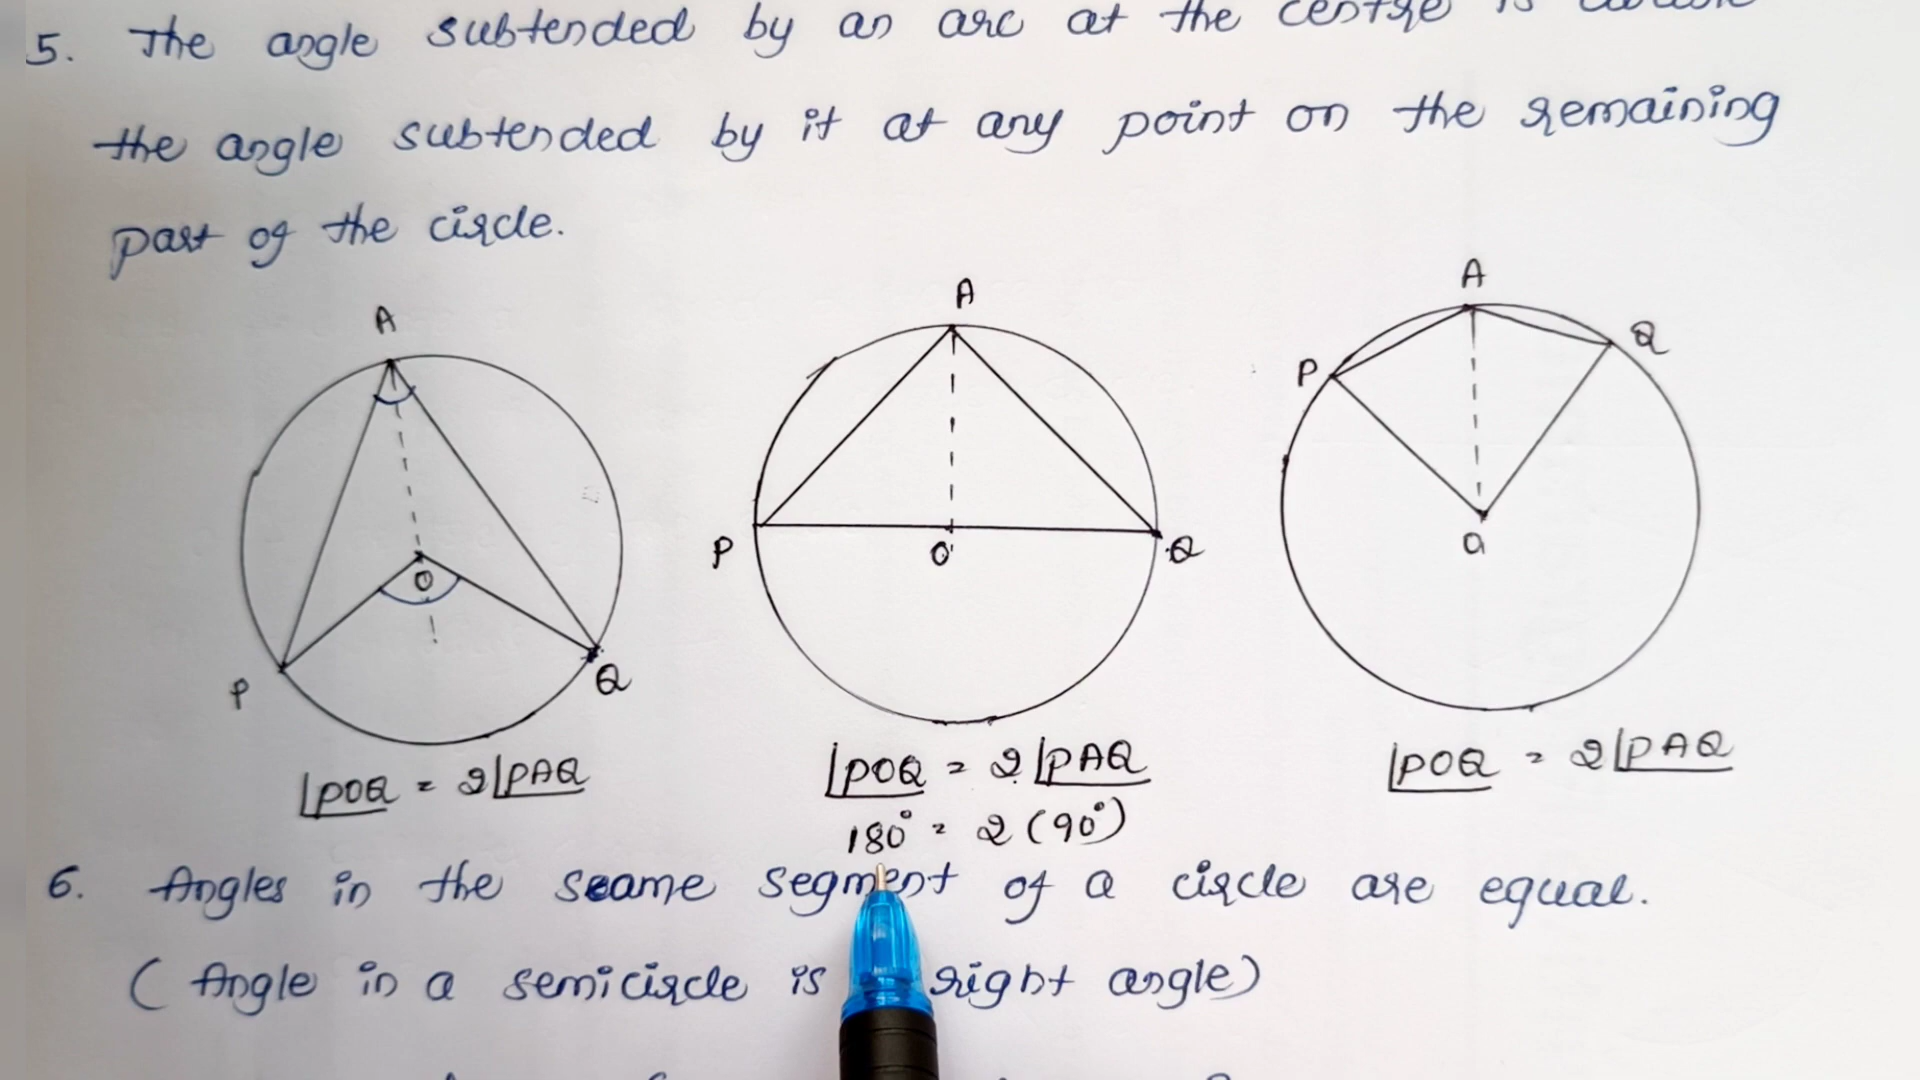 5. The angle subtended by an arc at the centre is
the angle subtended by it at any point on the remaining
part of the circle.
A A A
P Q
P O Q
O
O
P Q
∠POQ = 2∠PAQ ∠POQ = 2∠PAQ ∠POQ = 2∠PAQ
180° = 2(90°)
6. Angles in the same segment of a circle are equal.
(Angle in a semicircle is right angle)